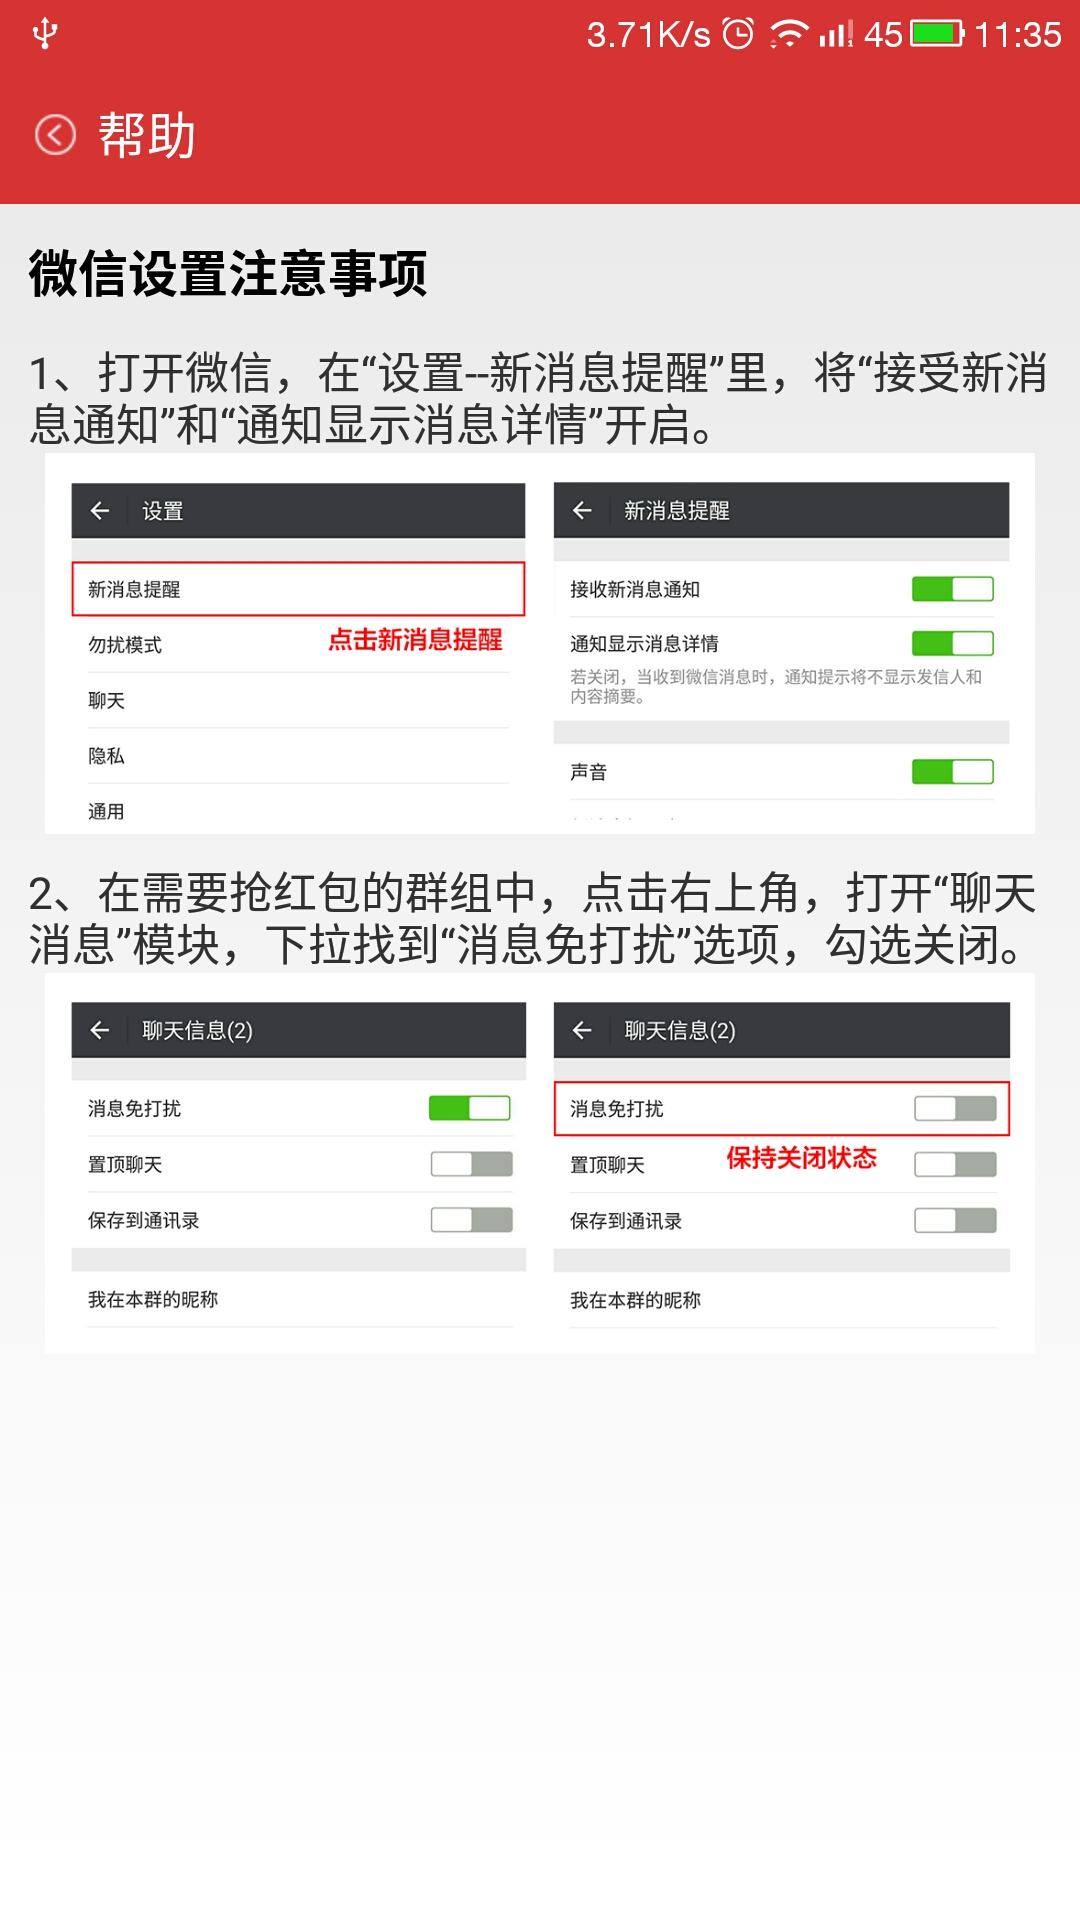 3.71K/s 45 11:35
帮助
微信设置注意事项
1、打开微信，在“设置--新消息提醒”里，将“接受新消
息通知”和“通知显示消息详情”开启。
设置
新消息提醒
点击新消息提醒
勿扰模式
聊天
隐私
通用
新消息提醒
接收新消息通知
通知显示消息详情
若关闭，当收到微信消息时，通知提示将不显示发信人和
内容摘要。
声音
2、在需要抢红包的群组中，点击右上角，打开“聊天
消息”模块，下拉找到“消息免打扰”选项，勾选关闭。
聊天信息(2)
消息免打扰
置顶聊天
保存到通讯录
我在本群的昵称
聊天信息(2)
消息免打扰
保持关闭状态
置顶聊天
保存到通讯录
我在本群的昵称